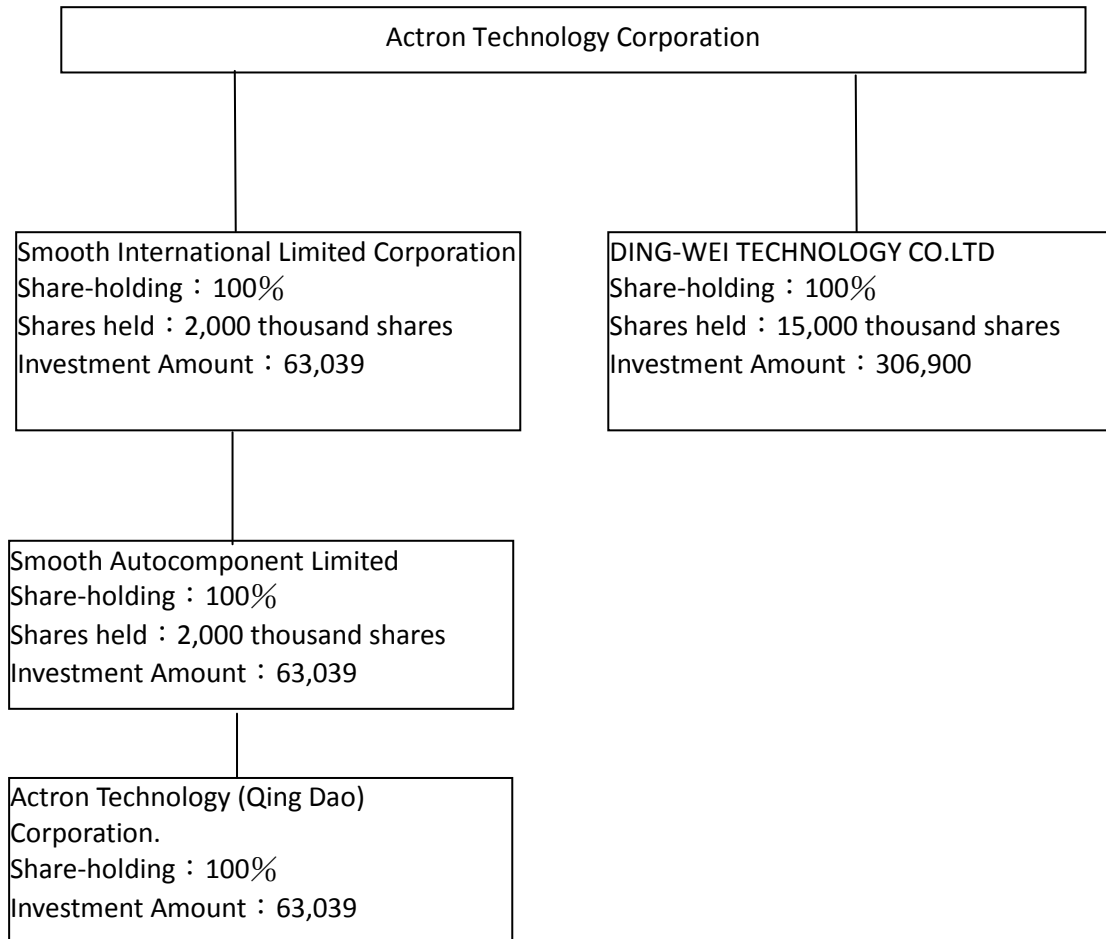 Actron Technology Corporation
Smooth International Limited Corporation
Share-holding：100％
Shares held：2,000 thousand shares
Investment Amount：63,039
DING-WEI TECHNOLOGY CO.LTD
Share-holding：100％
Shares held：15,000 thousand shares
Investment Amount：306,900
Smooth Autocomponent Limited
Share-holding：100％
Shares held：2,000 thousand shares
Investment Amount：63,039
Actron Technology (Qing Dao)
Corporation.
Share-holding：100％
Investment Amount：63,039